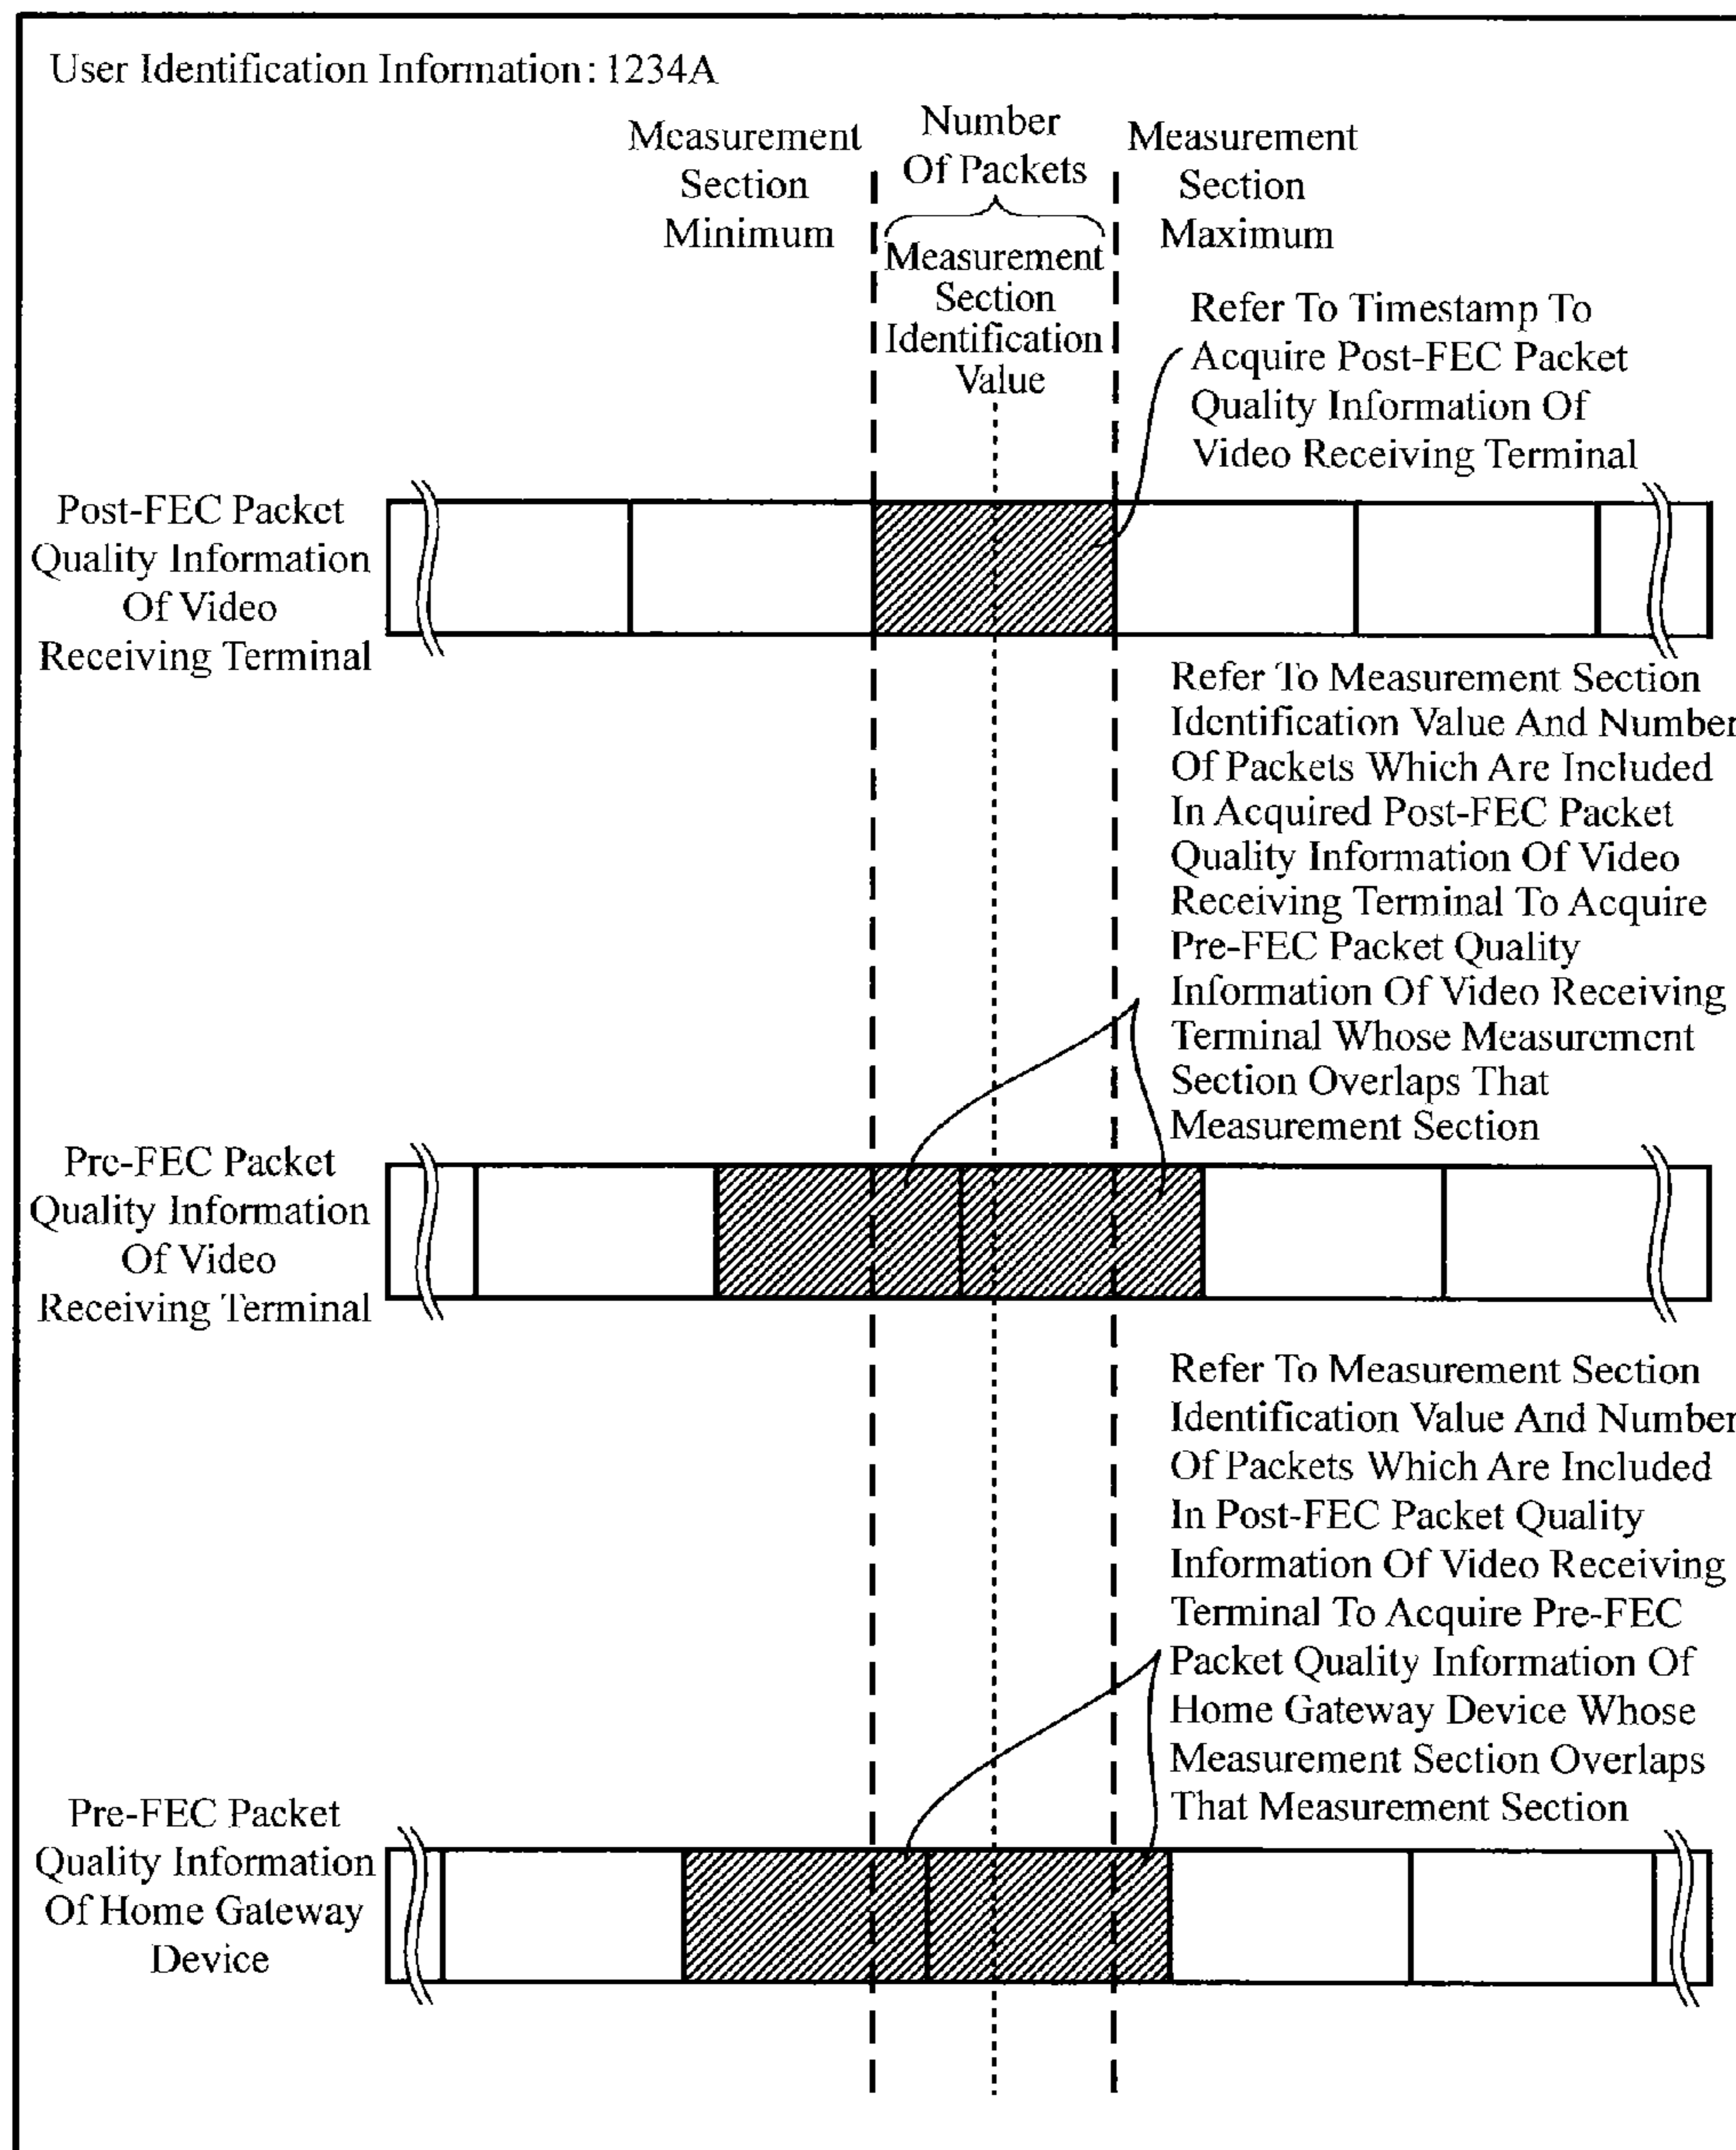 User Identification Information: 1234A
Measurement
Section
Minimum
Number
Of Packets
Measurement
Section
Maximum
Measurement
Section
Identification
Value
Refer To Timestamp To
Acquire Post-FEC Packet
Quality Information Of
Video Receiving Terminal
Post-FEC Packet
Quality Information
Of Video
Receiving Terminal
Refer To Measurement Section
Identification Value And Number
Of Packets Which Are Included
In Acquired Post-FEC Packet
Quality Information Of Video
Receiving Terminal To Acquire
Pre-FEC Packet Quality
Information Of Video Receiving
Terminal Whose Measurement
Section Overlaps That
Measurement Section
Pre-FEC Packet
Quality Information
Of Video
Receiving Terminal
Refer To Measurement Section
Identification Value And Number
Of Packets Which Are Included
In Post-FEC Packet Quality
Information Of Video Receiving
Terminal To Acquire Pre-FEC
Packet Quality Information Of
Home Gateway Device Whose
Measurement Section Overlaps
That Measurement Section
Pre-FEC Packet
Quality Information
Of Home Gateway
Device